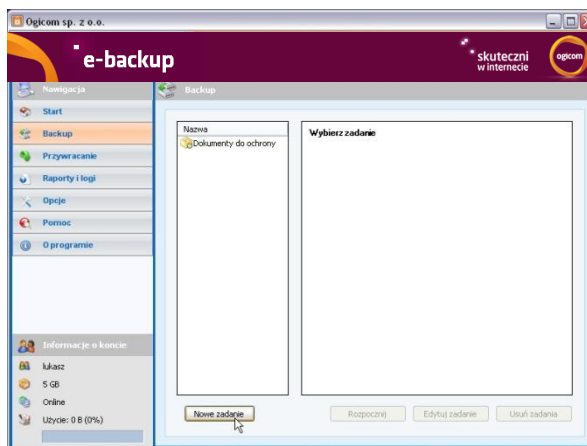 Ogicom sp. z o.o.
e-backup
skuteczni
w internecie
ogicom
Nawigacja
Backup
Start
Backup
Przywracanie
Raporty i logi
Opcje
Pomoc
O programie
Nazwa
Dokumenty do ochrony
Wybierz zadanie
Informacje o koncie
lukasz
5 GB
Online
Użycie: 0 B (0%)
Nowe zadanie
Rozpocznij
Edytuj zadanie
Usuń zadania